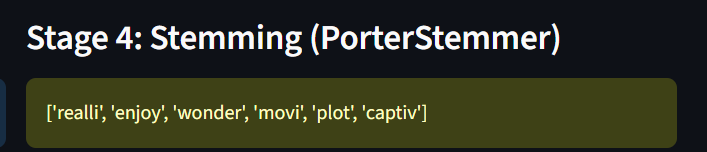 Stage 4: Stemming (PorterStemmer)
['realli', 'enjoy', 'wonder', 'movi', 'plot', 'captiv']